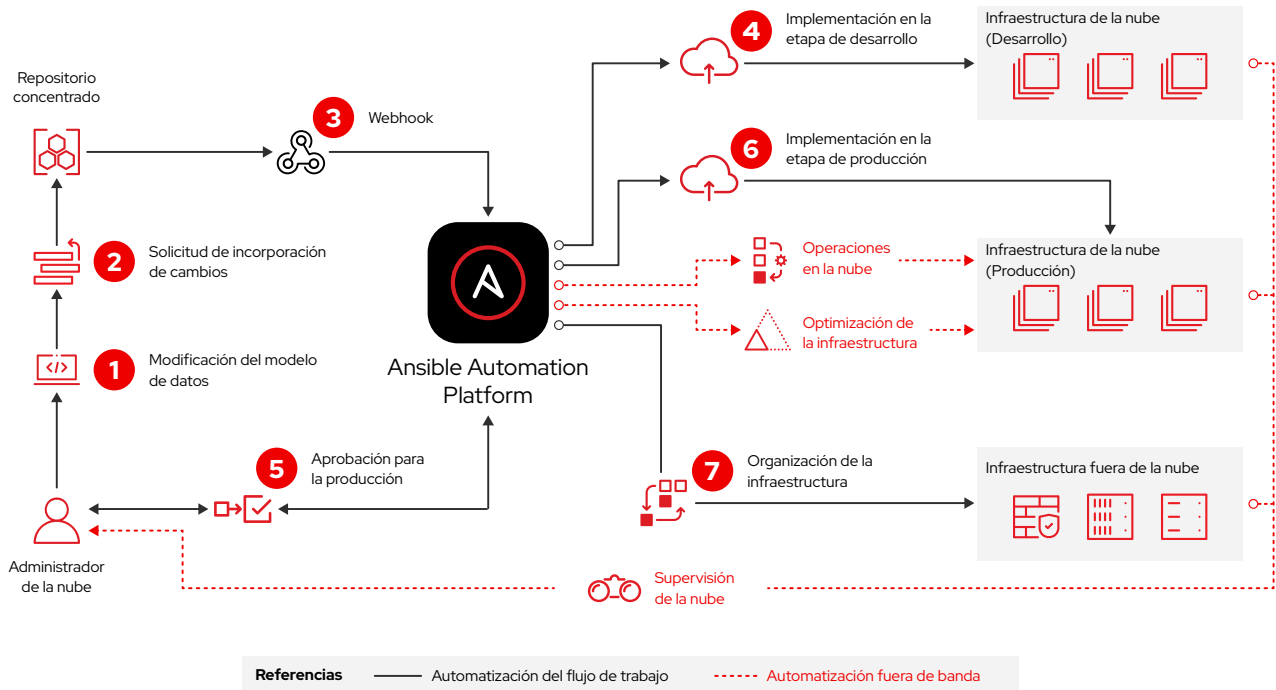 4
Implementación en la
etapa de desarrollo
Infraestructura de la nube
(Desarrollo)
Repositorio
concentrado
3
Webhook
6
Implementación en la
etapa de producción
2
Solicitud de incorporación
de cambios
Operaciones
en la nube
Infraestructura de la nube
(Producción)
Optimización de
la infraestructura
1
Modificación del modelo
de datos
</>
Ansible Automation
Platform
5
Aprobación para
la producción
7
Organización de la
infraestructura
Infraestructura fuera de la nube
Administrador
de la nube
Supervisión
de la nube
Referencias
Automatización del flujo de trabajo
Automatización fuera de banda